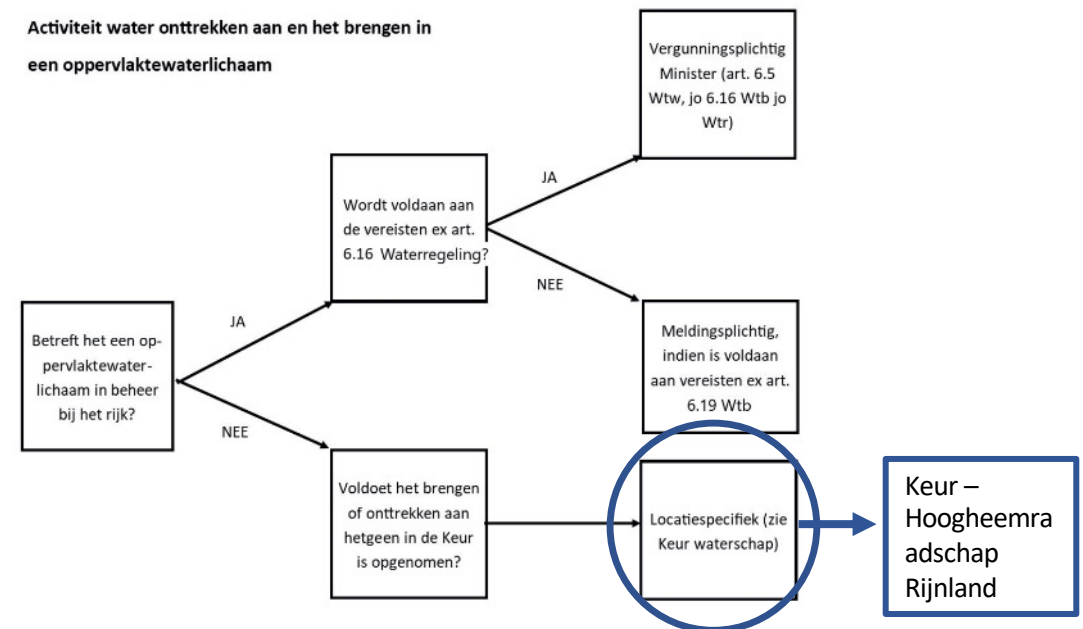 Activiteit water onttrekken aan en het brengen in
een oppervlaktewaterlichaam
Vergunningsplichtig
Minister (art. 6.5
Wtw, jo 6.16 Wtb jo
Wtr)
JA
Wordt voldaan aan
de vereisten ex art.
6.16 Waterregeling?
NEE
JA
Betreft het een op-
pervlaktewater-
lichaam in beheer
bij het rijk?
Meldingsplichtig,
indien is voldaan
aan vereisten ex art.
6.19 Wtb
NEE
Voldoet het brengen
of onttrekken aan
hetgeen in de Keur
is opgenomen?
Locatiespecifiek (zie
Keur waterschap)
Keur –
Hoogheemra
adschap
Rijnland